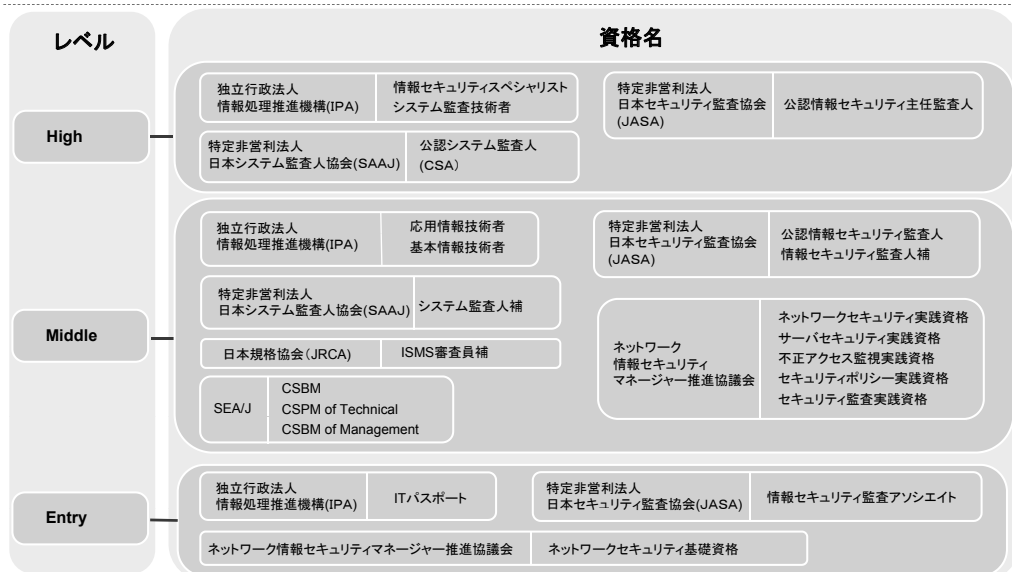 レベル
資格名
High
独立行政法人
情報処理推進機構(IPA)
情報セキュリティスペシャリスト
システム監査技術者
特定非営利法人
日本セキュリティ監査協会
(JASA)
公認情報セキュリティ主任監査人
特定非営利法人
日本システム監査人協会(SAAJ)
公認システム監査人
(CSA)
Middle
独立行政法人
情報処理推進機構(IPA)
応用情報技術者
基本情報技術者
特定非営利法人
日本セキュリティ監査協会
(JASA)
公認情報セキュリティ監査人
情報セキュリティ監査人補
特定非営利法人
日本システム監査人協会(SAAJ)
システム監査人補
日本規格協会(JRCA)
ISMS審査員補
ネットワーク
情報セキュリティ
マネージャー推進協議会
ネットワークセキュリティ実践資格
サーバセキュリティ実践資格
不正アクセス監視実践資格
セキュリティポリシー実践資格
セキュリティ監査実践資格
SEA/J
CSBM
CSPM of Technical
CSBM of Management
Entry
独立行政法人
情報処理推進機構(IPA)
ITパスポート
特定非営利法人
日本セキュリティ監査協会(JASA)
情報セキュリティ監査アソシエイト
ネットワーク情報セキュリティマネージャー推進協議会
ネットワークセキュリティ基礎資格